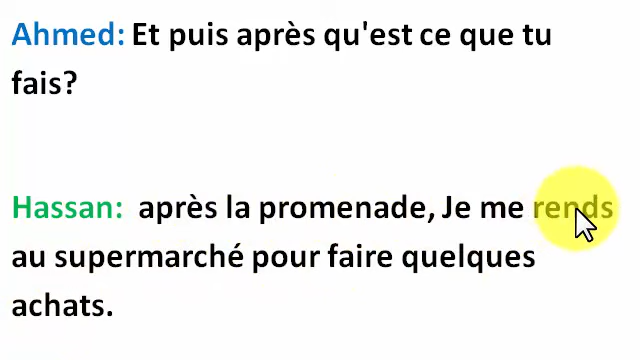 Ahmed: Et puis après qu'est ce que tu
fais?
Hassan: après la promenade, Je me rends
au supermarché pour faire quelques
achats.